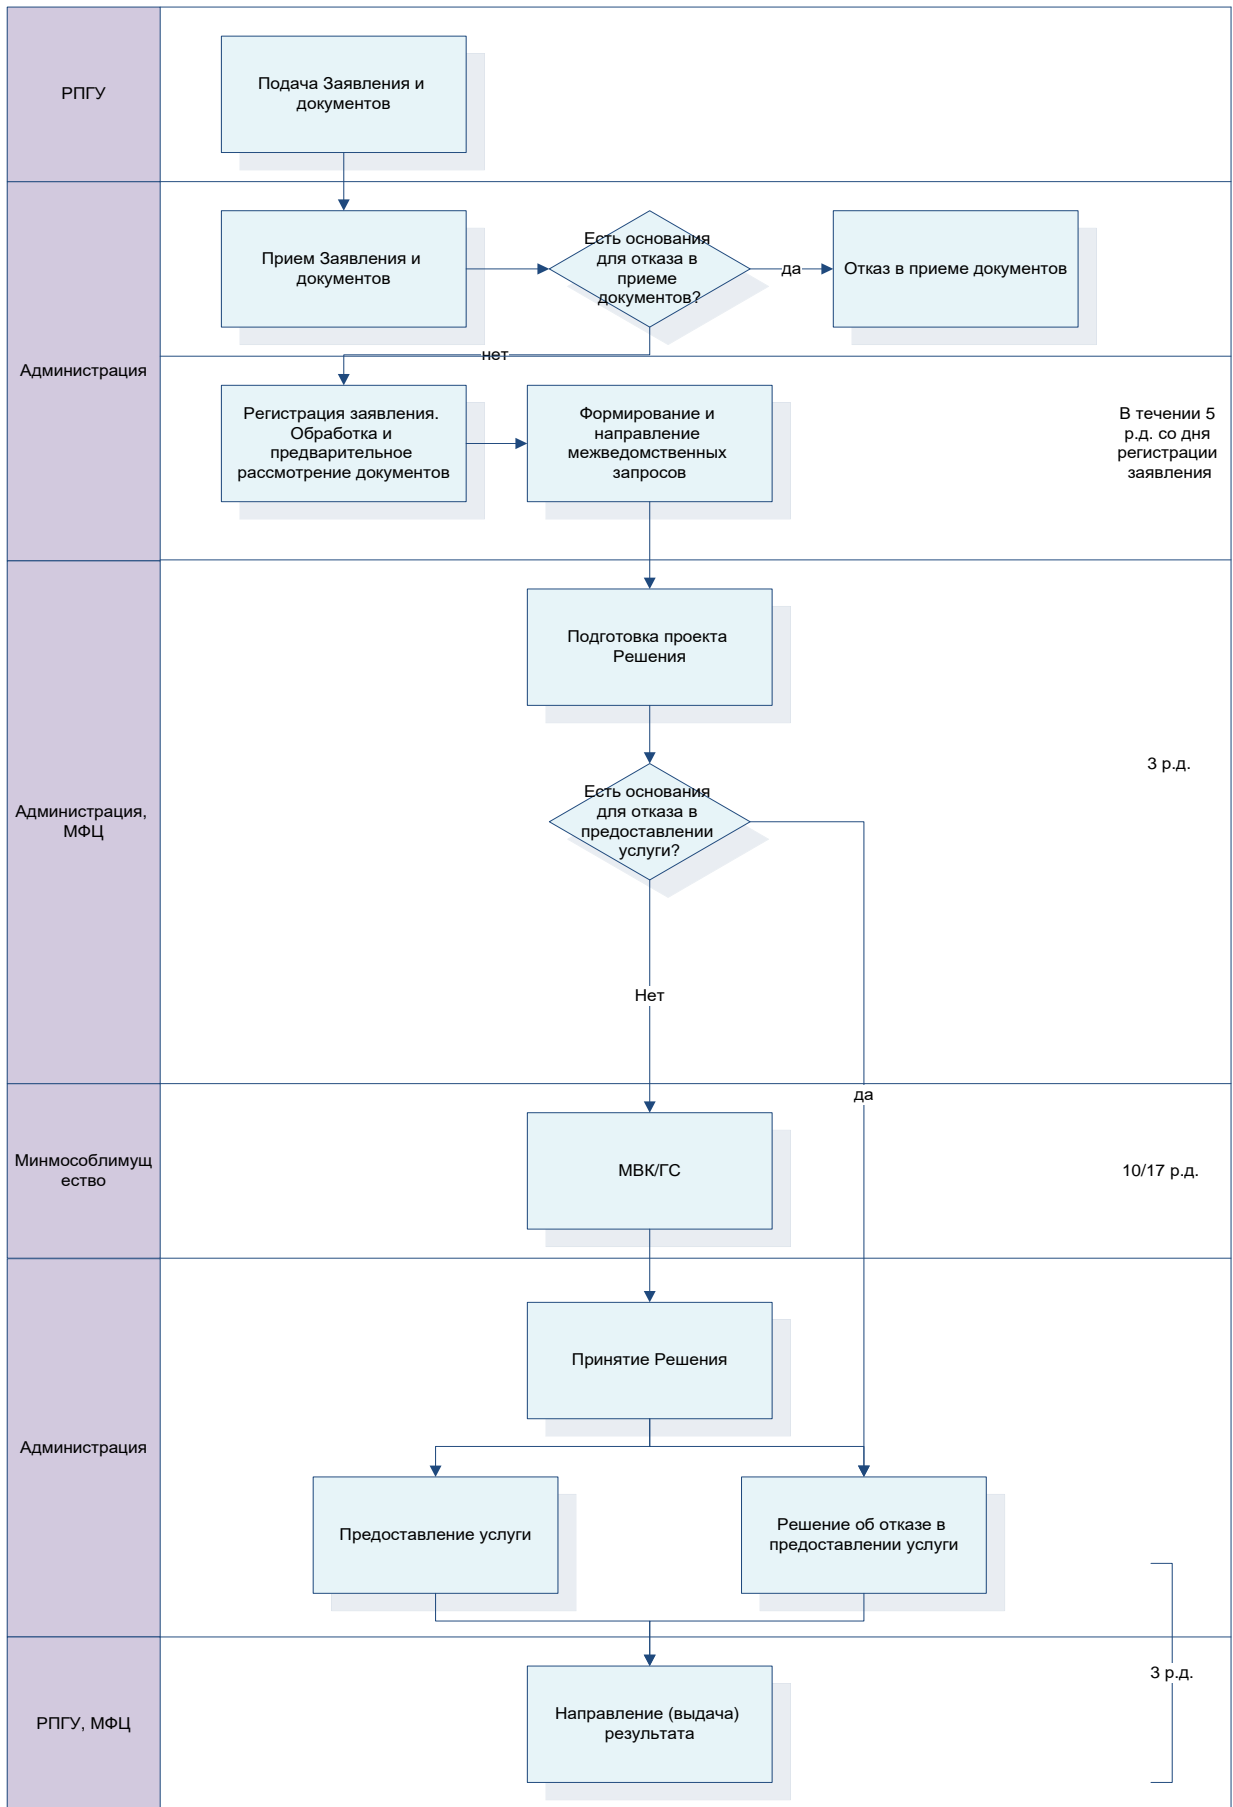 РПГУ
Подача Заявления и
документов
Администрация
Прием Заявления и
документов
Есть основания
для отказа в
приеме
документов?
да
Отказ в приеме документов
нет
Регистрация заявления.
Обработка и
предварительное
рассмотрение документов
Формирование и
направление
межведомственных
запросов
В течении 5
р.д. со дня
регистрации
заявления
Администрация,
МФЦ
Подготовка проекта
Решения
3 р.д.
Есть основания
для отказа в
предоставлении
услуги?
Нет
да
Минмособлимущ
ество
МВК/ГС
10/17 р.д.
Администрация
Принятие Решения
Предоставление услуги
Решение об отказе в
предоставлении услуги
3 р.д.
РПГУ, МФЦ
Направление (выдача)
результата